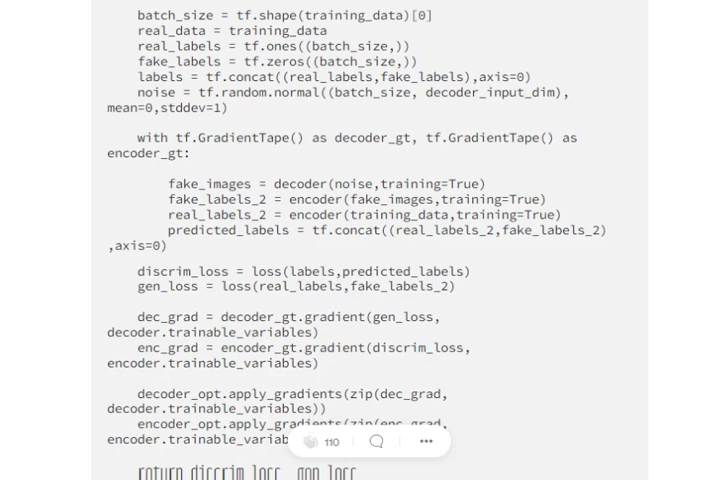 batch_size = tf.shape(training_data)[0]
real_data = training_data
real_labels = tf.ones((batch_size,))
fake_labels = tf.zeros((batch_size,))
labels = tf.concat((real_labels,fake_labels),axis=0)
noise = tf.random.normal((batch_size, decoder_input_dim),
mean=0,stddev=1)
with tf.GradientTape() as decoder_gt, tf.GradientTape() as
encoder_gt:
fake_images = decoder(noise,training=True)
fake_labels_2 = encoder(fake_images,training=True)
real_labels_2 = encoder(training_data,training=True)
predicted_labels = tf.concat((real_labels_2,fake_labels_2)
,axis=0)
discrim_loss = loss(labels,predicted_labels)
gen_loss = loss(real_labels,fake_labels_2)
dec_grad = decoder_gt.gradient(gen_loss,
decoder.trainable_variables)
enc_grad = encoder_gt.gradient(discrim_loss,
encoder.trainable_variables)
decoder_opt.apply_gradients(zip(dec_grad,
decoder.trainable_variables))
encoder_opt.apply_gradients(zip(enc_grad,
encoder.trainable_variab
110
return discrim_loss, gen_loss